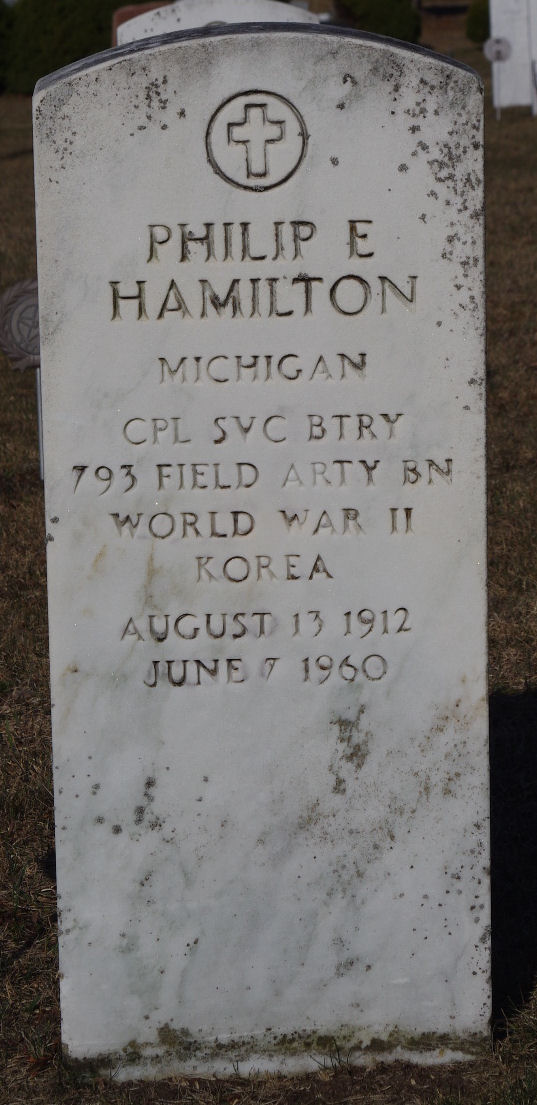 PHILIP E
HAMILTON
MICHIGAN
CPL SVC BTRY
793 FIELD ARTY BN
WORLD WAR II
KOREA
AUGUST 13 1912
JUNE 7 1960